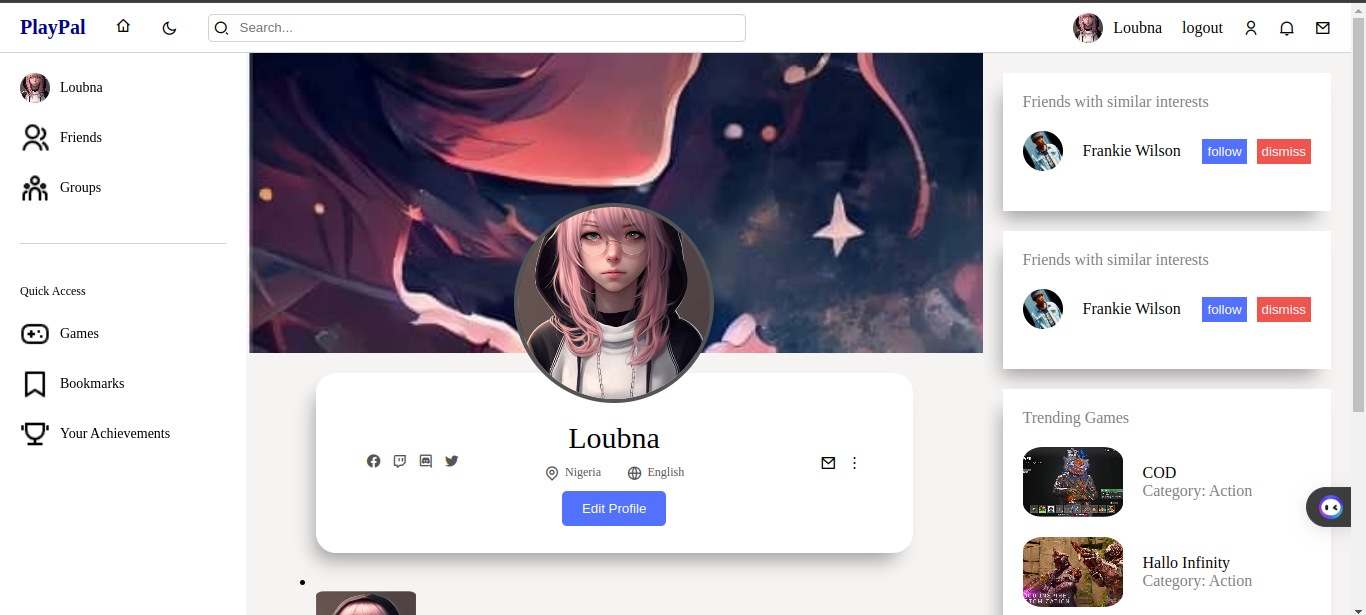 PlayPal
Search...
Loubna
logout
Loubna
Friends
Groups
Quick Access
Games
Bookmarks
Your Achievements
Loubna
Nigeria
English
Edit Profile
Friends with similar interests
Frankie Wilson
follow
dismiss
Friends with similar interests
Frankie Wilson
follow
dismiss
Trending Games
COD
Category: Action
Hallo Infinity
Category: Action